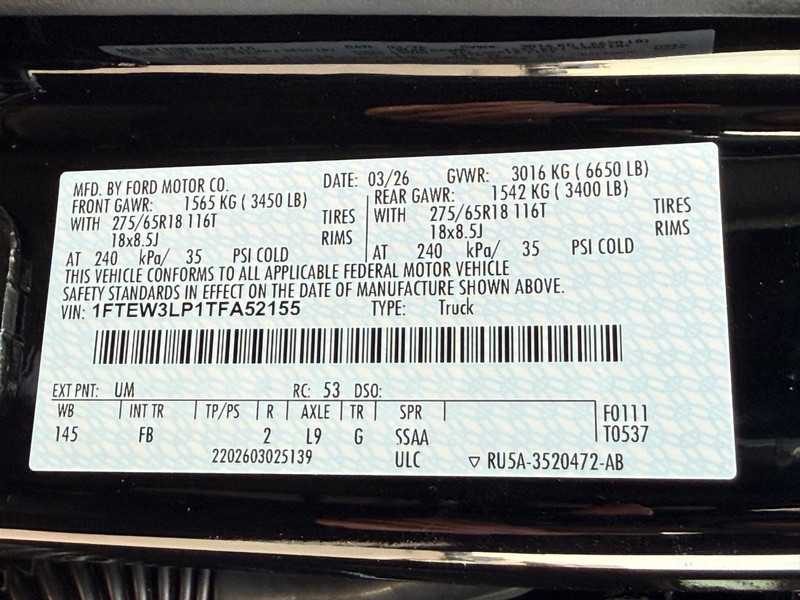 MFD. BY FORD MOTOR CO. DATE: 03/26 GVWR: 3016 KG ( 6650 LB)
FRONT GAWR: 1565 KG ( 3450 LB) REAR GAWR: 1542 KG ( 3400 LB)
WITH 275/65R18 116T TIRES WITH 275/65R18 116T TIRES
18x8.5J RIMS 18x8.5J RIMS
AT 240 kPa/ 35 PSI COLD AT 240 kPa/ 35 PSI COLD
THIS VEHICLE CONFORMS TO ALL APPLICABLE FEDERAL MOTOR VEHICLE
SAFETY STANDARDS IN EFFECT ON THE DATE OF MANUFACTURE SHOWN ABOVE.
VIN: 1FTEW3LP1TFA52155 TYPE: Truck
EXT PNT: UM RC: 53 DSO:
WB INT TR TP/PS R AXLE TR SPR F0111
145 FB 2 L9 G SSAA T0537
2202603025139 ULC ▽ RU5A-3520472-AB